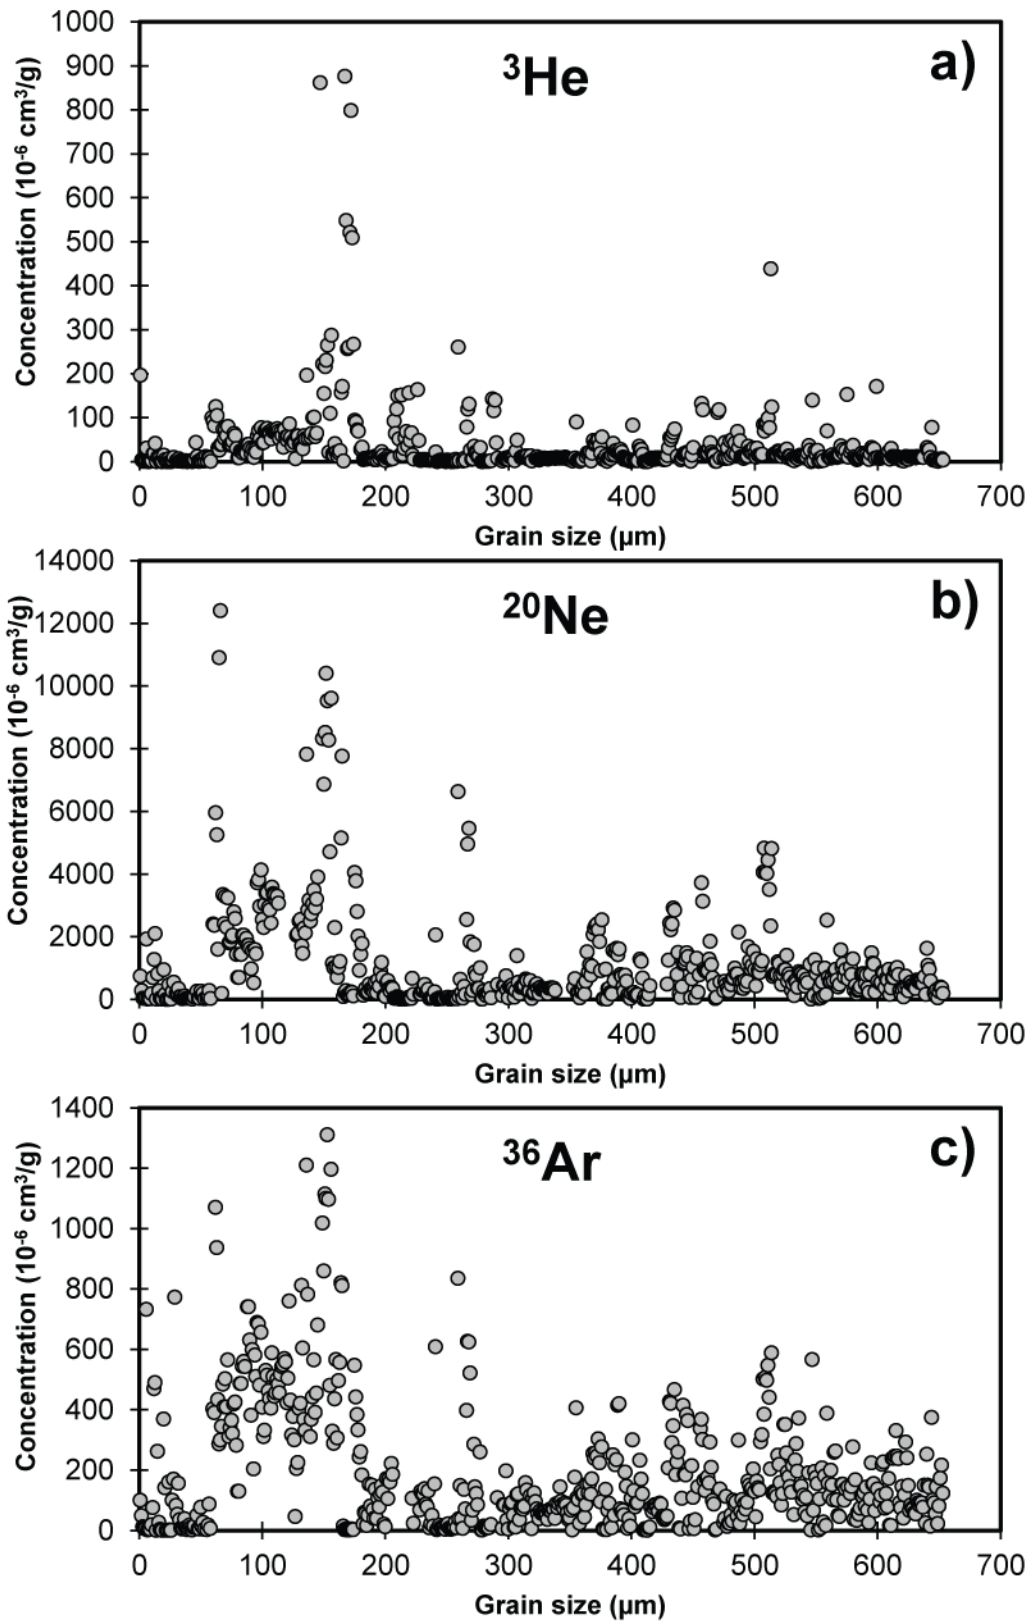 1000
900
800
700
600
500
400
300
200
100
0
Concentration (10⁻⁶ cm³/g)
³He
a)
0 100 200 300 400 500 600 700
Grain size (µm)
14000
12000
10000
8000
6000
4000
2000
0
Concentration (10⁻⁶ cm³/g)
²⁰Ne
b)
0 100 200 300 400 500 600 700
Grain size (µm)
1400
1200
1000
800
600
400
200
0
Concentration (10⁻⁶ cm³/g)
³⁶Ar
c)
0 100 200 300 400 500 600 700
Grain size (µm)